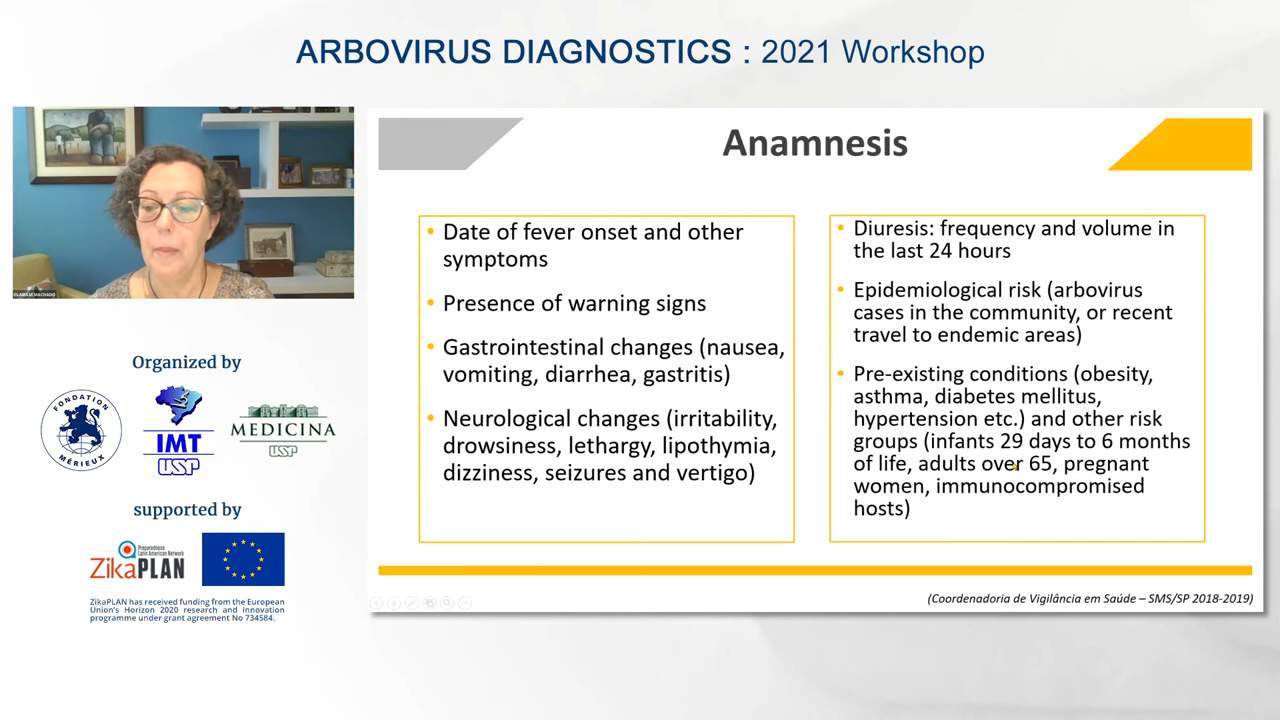 ARBOVIRUS DIAGNOSTICS : 2021 Workshop
CLARISSE MACHADO
Organized by
FONDATION
MÉRIEUX
IMT
USP
MEDICINA
USP
supported by
Preparedness
Latin American Network
ZikaPLAN
ZikaPLAN has received funding from the European
Union's Horizon 2020 research and innovation
programme under grant agreement No 734584.
Anamnesis
• Date of fever onset and other
symptoms
• Presence of warning signs
• Gastrointestinal changes (nausea,
vomiting, diarrhea, gastritis)
• Neurological changes (irritability,
drowsiness, lethargy, lipothymia,
dizziness, seizures and vertigo)
• Diuresis: frequency and volume in
the last 24 hours
• Epidemiological risk (arbovirus
cases in the community, or recent
travel to endemic areas)
• Pre-existing conditions (obesity,
asthma, diabetes mellitus,
hypertension etc.) and other risk
groups (infants 29 days to 6 months
of life, adults over 65, pregnant
women, immunocompromised
hosts)
(Coordenadoria de Vigilância em Saúde – SMS/SP 2018-2019)